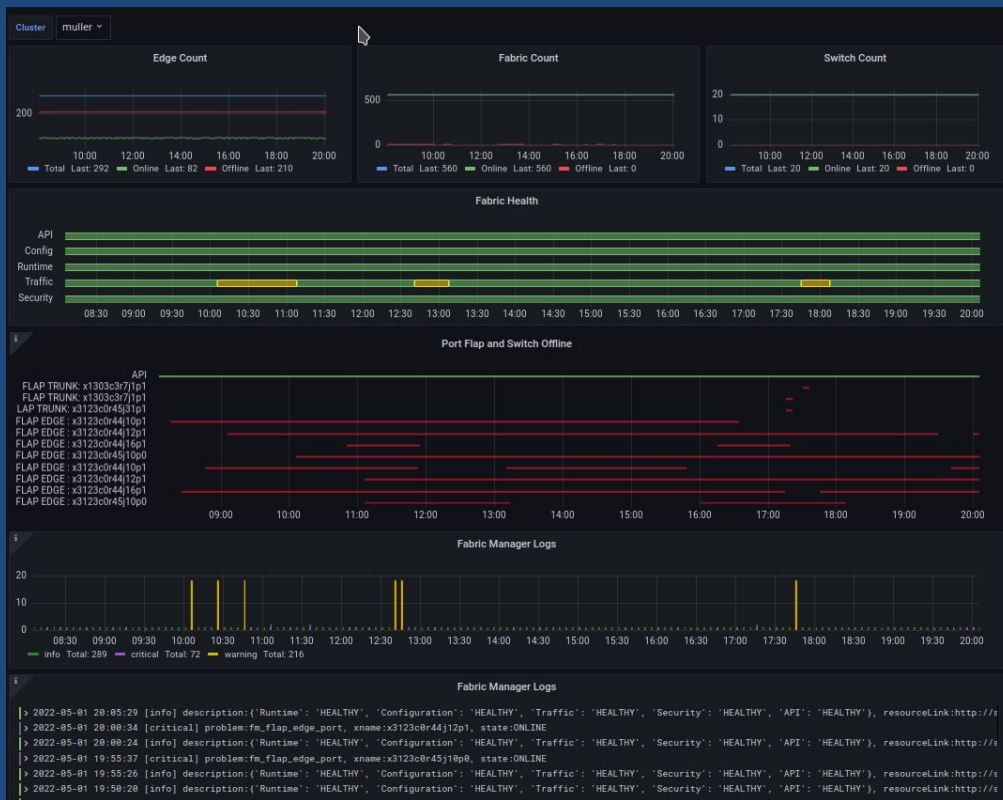 Cluster muller
Edge Count
200
10:00 12:00 14:00 16:00 18:00 20:00
Total Last: 292 Online Last: 82 Offline Last: 210
Fabric Count
500
0
10:00 12:00 14:00 16:00 18:00 20:00
Total Last: 560 Online Last: 560 Offline Last: 0
Switch Count
20
10
0
10:00 12:00 14:00 16:00 18:00 20:00
Total Last: 20 Online Last: 20 Offline Last: 0
Fabric Health
API
Config
Runtime
Traffic
Security
08:30 09:00 09:30 10:00 10:30 11:00 11:30 12:00 12:30 13:00 13:30 14:00 14:30 15:00 15:30 16:00 16:30 17:00 17:30 18:00 18:30 19:00 19:30 20:00
i
Port Flap and Switch Offline
API
FLAP TRUNK: x1303c3r7j1p1
FLAP TRUNK: x1303c3r7j1p1
LAP TRUNK: x3123c0r45j31p1
FLAP EDGE : x3123c0r44j10p1
FLAP EDGE : x3123c0r44j12p1
FLAP EDGE : x3123c0r44j16p1
FLAP EDGE : x3123c0r45j10p0
FLAP EDGE : x3123c0r44j10p1
FLAP EDGE : x3123c0r44j12p1
FLAP EDGE : x3123c0r44j16p1
FLAP EDGE : x3123c0r45j10p0
09:00 10:00 11:00 12:00 13:00 14:00 15:00 16:00 17:00 18:00 19:00 20:00
i
Fabric Manager Logs
20
10
0
08:30 09:00 09:30 10:00 10:30 11:00 11:30 12:00 12:30 13:00 13:30 14:00 14:30 15:00 15:30 16:00 16:30 17:00 17:30 18:00 18:30 19:00 19:30 20:00
info Total: 289 critical Total: 72 warning Total: 216
i
Fabric Manager Logs
> 2022-05-01 20:05:29 [info] description:{'Runtime': 'HEALTHY', 'Configuration': 'HEALTHY', 'Traffic': 'HEALTHY', 'Security': 'HEALTHY', 'API': 'HEALTHY'}, resourceLink:http://s
> 2022-05-01 20:00:34 [critical] problem:fm_flap_edge_port, xname:x3123c0r44j12p1, state:ONLINE
> 2022-05-01 20:00:24 [info] description:{'Runtime': 'HEALTHY', 'Configuration': 'HEALTHY', 'Traffic': 'HEALTHY', 'Security': 'HEALTHY', 'API': 'HEALTHY'}, resourceLink:http://s
> 2022-05-01 19:55:37 [critical] problem:fm_flap_edge_port, xname:x3123c0r45j10p0, state:ONLINE
> 2022-05-01 19:55:26 [info] description:{'Runtime': 'HEALTHY', 'Configuration': 'HEALTHY', 'Traffic': 'HEALTHY', 'Security': 'HEALTHY', 'API': 'HEALTHY'}, resourceLink:http://s
> 2022-05-01 19:50:20 [info] description:{'Runtime': 'HEALTHY', 'Configuration': 'HEALTHY', 'Traffic': 'HEALTHY', 'Security': 'HEALTHY', 'API': 'HEALTHY'}, resourceLink:http://s